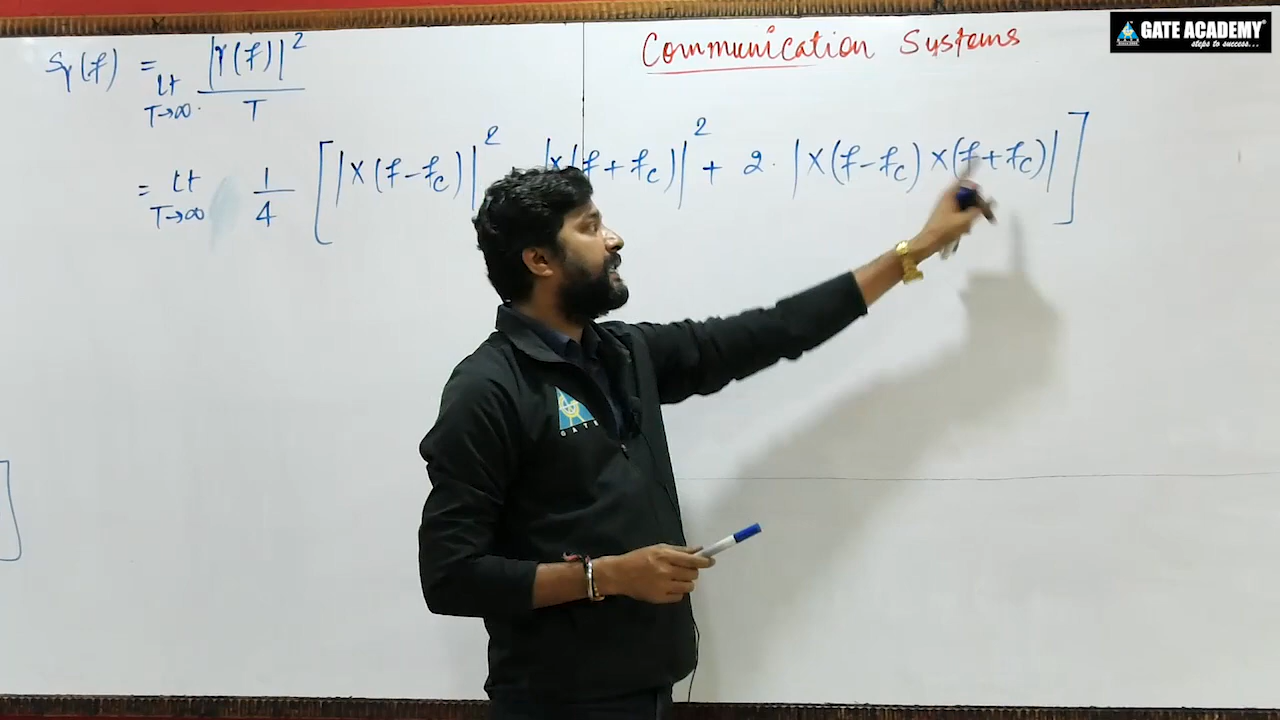 GATE ACADEMY
steps to success...
Communication Systems
Sy(f) = lt T→∞ |Y(f)|² / T
= lt T→∞ 1/4 [|X(f-fc)|² |X(f+fc)|² + 2. |X(f-fc) X(f+fc)|]
GATE